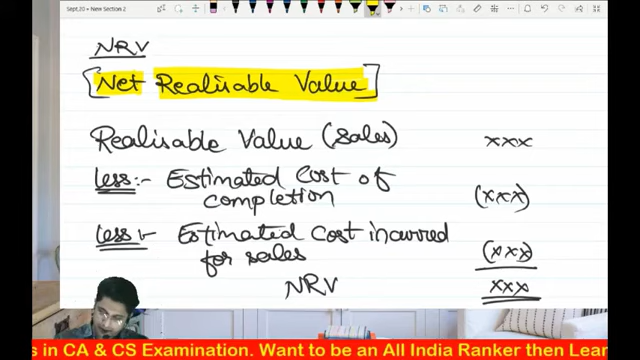 Sept.20 » New Section 2
NRV
[Net Realisable Value]
Realisable Value (Sales) xxx
Less :- Estimated Cost of
completion (xxx)
Less :- Estimated Cost incurred
for sales (xxx)
NRV xxx
s in CA & CS Examination. Want to be an All India Ranker then Lear